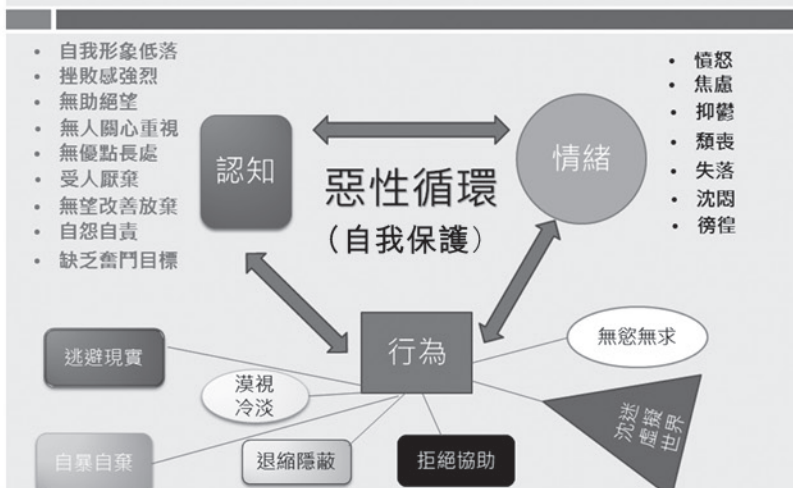 • 自我形象低落
• 挫敗感強烈
• 無助絕望
• 無人關心重視
• 無優點長處
• 受人厭棄
• 無望改善放棄
• 自怨自責
• 缺乏奮鬥目標
認知
惡性循環
（自我保護）
情緒
• 憤怒
• 焦慮
• 抑鬱
• 頹喪
• 失落
• 沈悶
• 徬徨
行為
逃避現實
漠視
冷淡
自暴自棄
退縮隱蔽
拒絕協助
無慾無求
沈迷
虛擬
世界